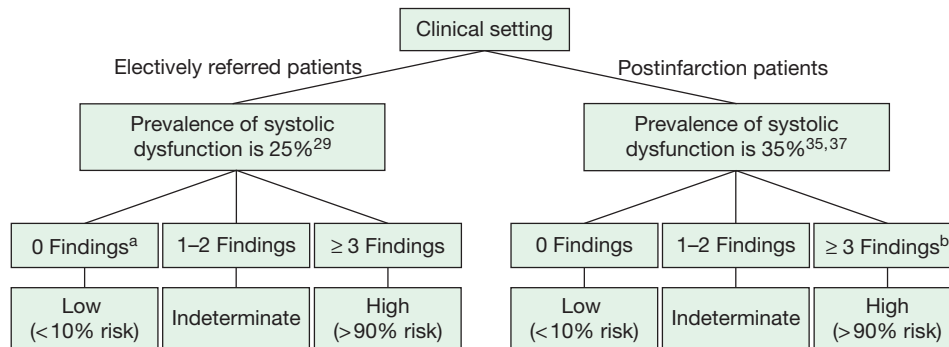 Clinical setting
Electively referred patients
Postinfarction patients
Prevalence of systolic
dysfunction is 25%29
Prevalence of systolic
dysfunction is 35%35,37
0 Findingsa
1–2 Findings
≥ 3 Findings
0 Findings
1–2 Findings
≥ 3 Findingsb
Low
(<10% risk)
Indeterminate
High
(>90% risk)
Low
(<10% risk)
Indeterminate
High
(>90% risk)